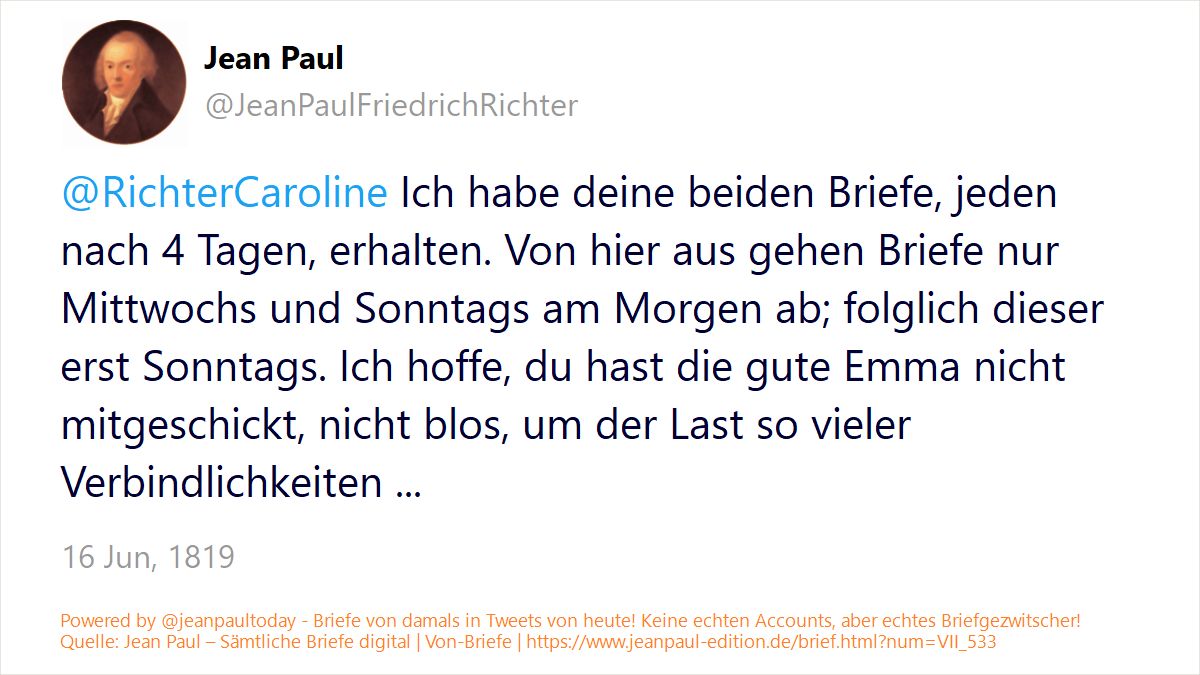 Jean Paul
@JeanPaulFriedrichRichter
@RichterCaroline Ich habe deine beiden Briefe, jeden
nach 4 Tagen, erhalten. Von hier aus gehen Briefe nur
Mittwochs und Sonntags am Morgen ab; folglich dieser
erst Sonntags. Ich hoffe, du hast die gute Emma nicht
mitgeschickt, nicht blos, um der Last so vieler
Verbindlichkeiten ...
16 Jun, 1819
Powered by @jeanpaultoday - Briefe von damals in Tweets von heute! Keine echten Accounts, aber echtes Briefgezwitscher!
Quelle: Jean Paul – Sämtliche Briefe digital | Von-Briefe | https://www.jeanpaul-edition.de/brief.html?num=VII_533